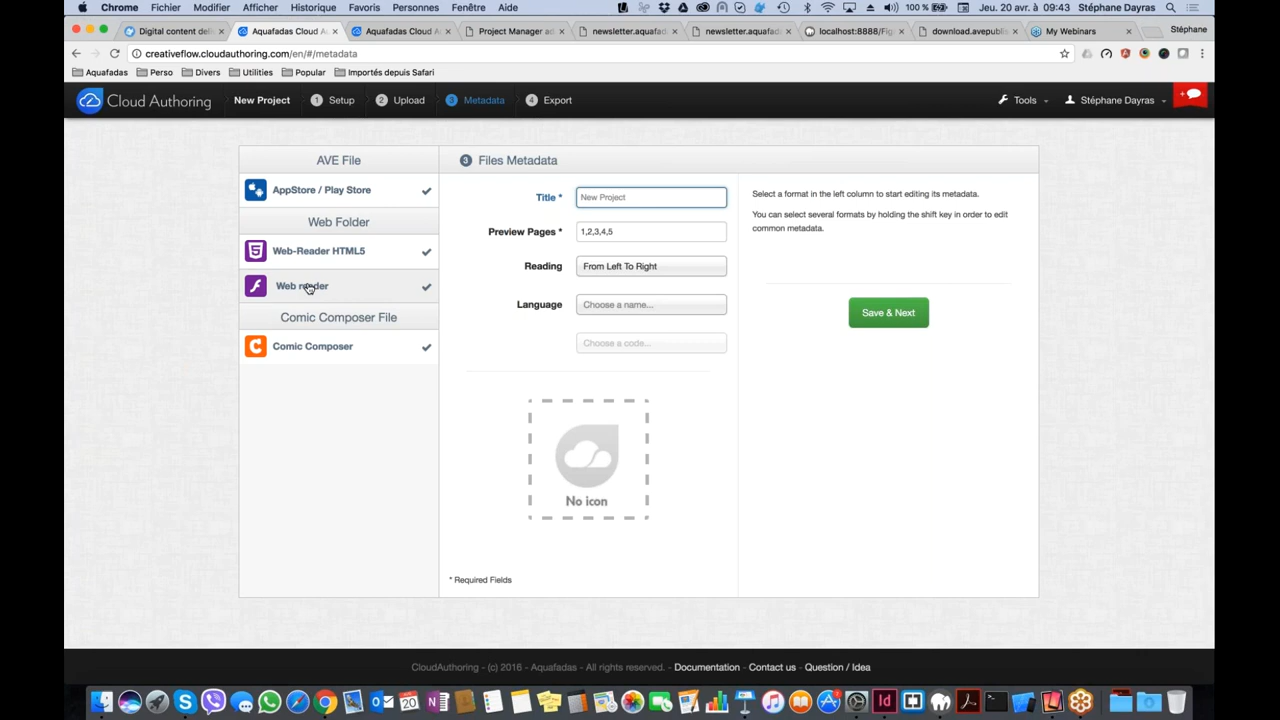 Chrome Fichier Modifier Afficher Historique Favoris Personnes Fenêtre Aide 100 % Jeu. 20 avr. à 09:43 Stéphane Dayras
Digital content deli Aquafadas Cloud Au Aquafadas Cloud A Project Manager ad newsletter.aquafad newsletter.aquafad localhost:8888/Fig download.avepublis My Webinars Stéphane
creativeflow.cloudauthoring.com/en/#/metadata
Aquafadas Perso Divers Utilities Popular Importés depuis Safari
Cloud Authoring New Project 1 Setup 2 Upload 3 Metadata 4 Export Tools Stéphane Dayras +
AVE File
3 Files Metadata
AppStore / Play Store
Web Folder
Web-Reader HTML5
Web reader
Comic Composer File
Comic Composer
Title * New Project
Preview Pages * 1,2,3,4,5
Reading From Left To Right
Language Choose a name...
Choose a code...
No icon
* Required Fields
Select a format in the left column to start editing its metadata.
You can select several formats by holding the shift key in order to edit
common metadata.
Save & Next
CloudAuthoring - (c) 2016 - Aquafadas - All rights reserved. Documentation - Contact us - Question / Idea